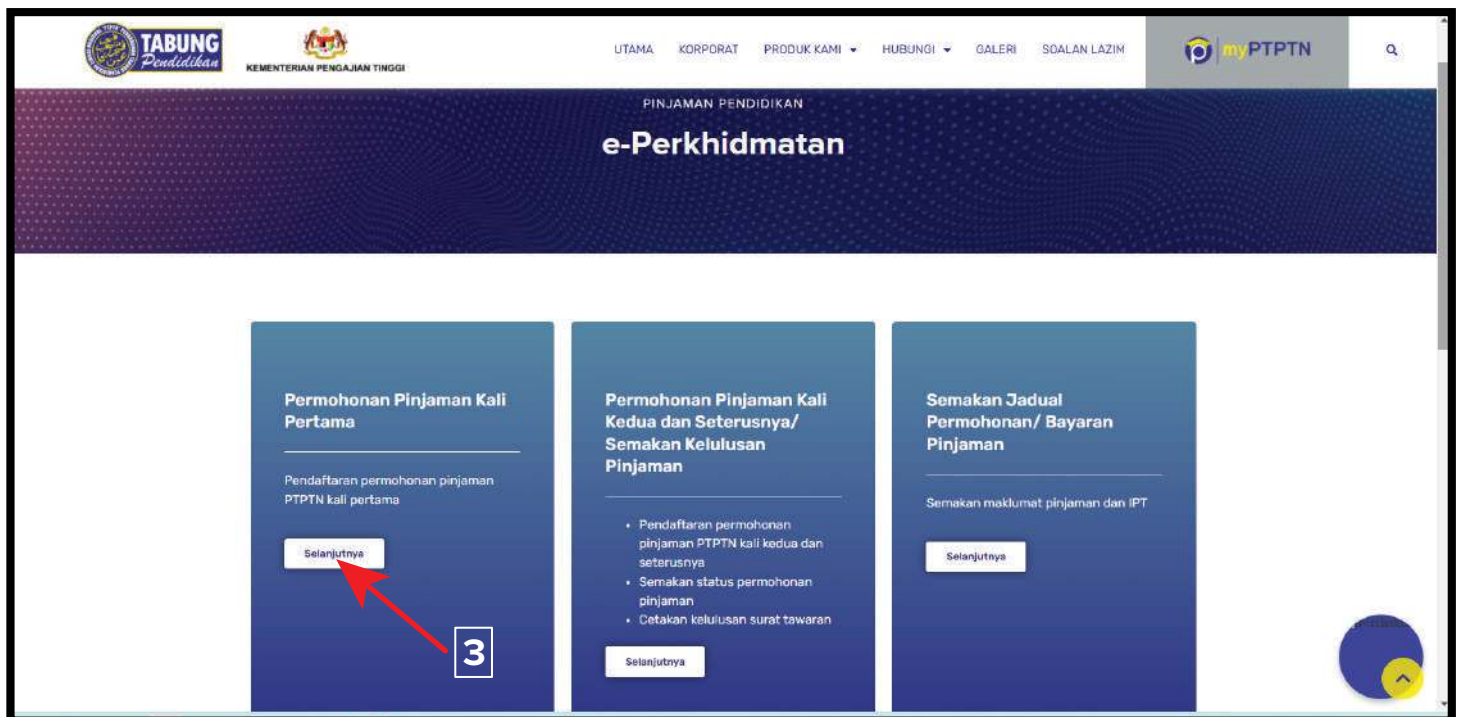 TABUNG
Pendidikan
KEMENTERIAN PENGAJIAN TINGGI
UTAMA KORPORAT PRODUK KAMI HUBUNGI GALERI SOALAN LAZIM
myPTPTN
PINJAMAN PENDIDIKAN
e-Perkhidmatan
Permohonan Pinjaman Kali
Pertama
Pendaftaran permohonan pinjaman
PTPTN kali pertama
Selanjutnya
3
Permohonan Pinjaman Kali
Kedua dan Seterusnya/
Semakan Kelulusan
Pinjaman
• Pendaftaran permohonan
pinjaman PTPTN kali kedua dan
seterusnya
• Semakan status permohonan
pinjaman
• Cetakan kelulusan surat tawaran
Selanjutnya
Semakan Jadual
Permohonan/ Bayaran
Pinjaman
Semakan maklumat pinjaman dan IPT
Selanjutnya